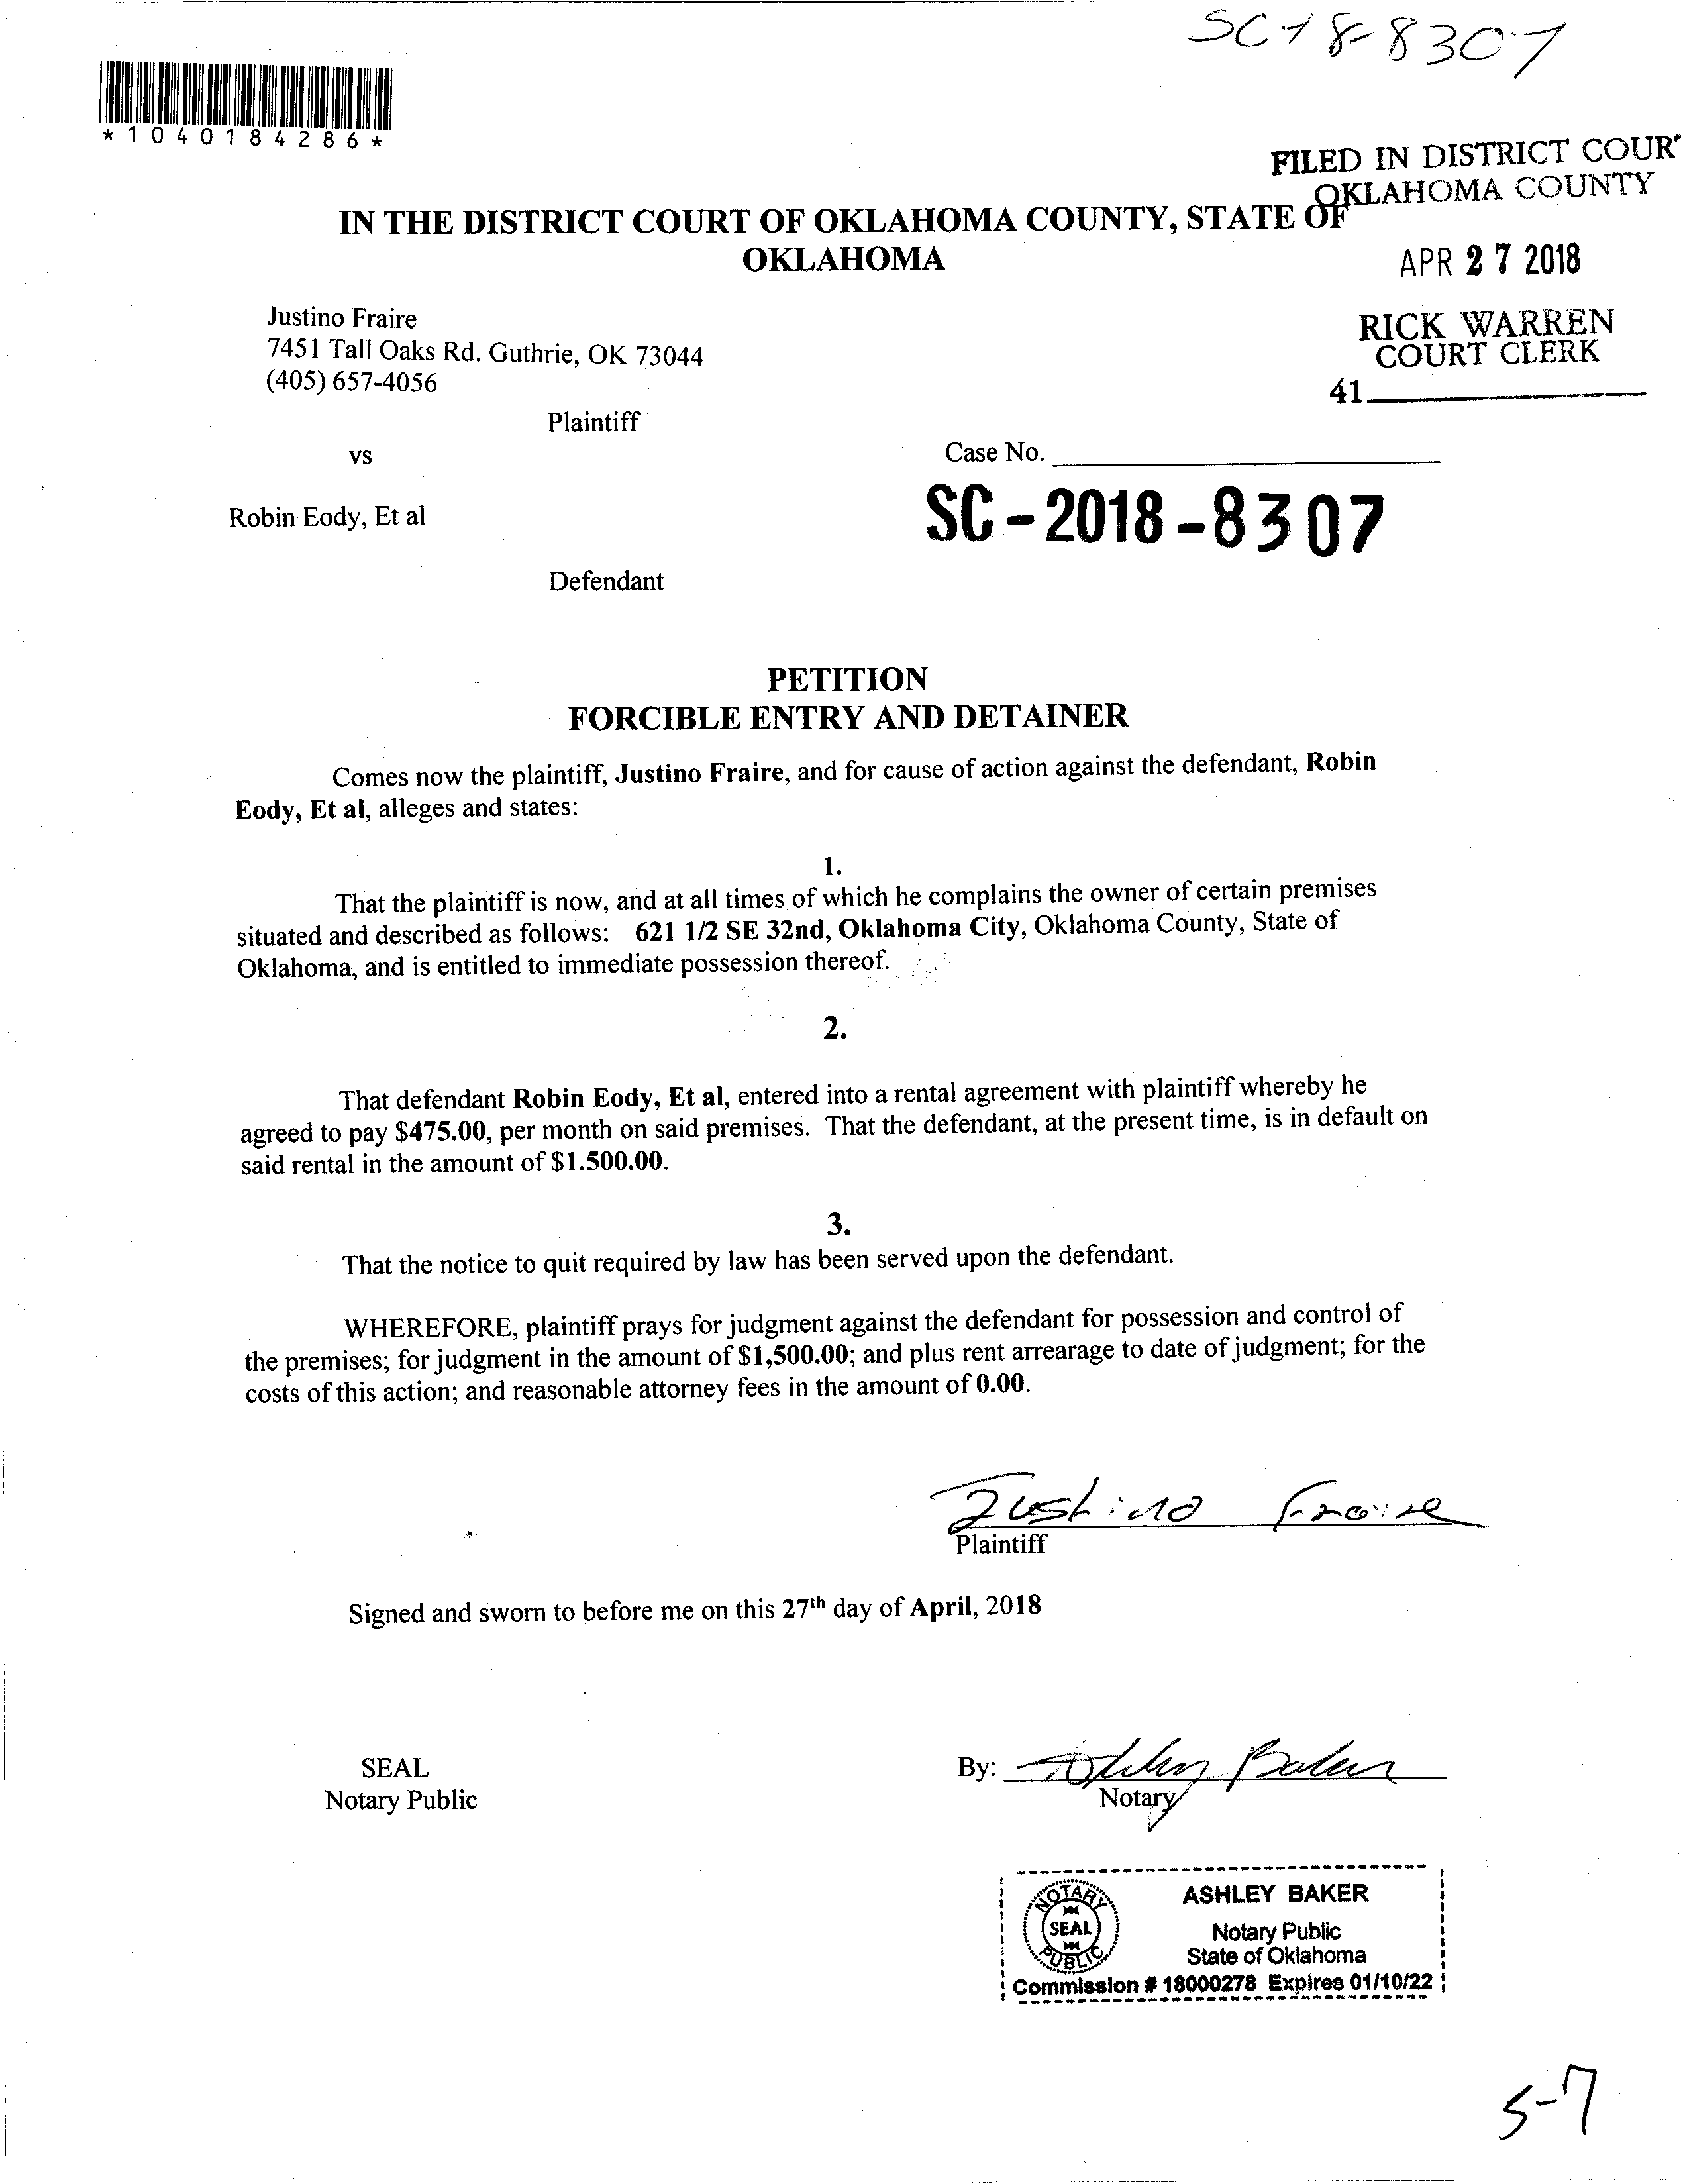 SC-18-8307
*1040184286*
FILED IN DISTRICT COUR
OKLAHOMA COUNTY
IN THE DISTRICT COURT OF OKLAHOMA COUNTY, STATE OF
OKLAHOMA
APR 27 2018
Justino Fraire
7451 Tall Oaks Rd. Guthrie, OK 73044
(405) 657-4056
RICK WARREN
COURT CLERK
41
Plaintiff
vs
Case No.
Robin Eody, Et al
SC-2018-8307
Defendant
PETITION
FORCIBLE ENTRY AND DETAINER
Comes now the plaintiff, Justino Fraire, and for cause of action against the defendant, Robin
Eody, Et al, alleges and states:
1.
That the plaintiff is now, and at all times of which he complains the owner of certain premises
situated and described as follows: 621 1/2 SE 32nd, Oklahoma City, Oklahoma County, State of
Oklahoma, and is entitled to immediate possession thereof.
2.
That defendant Robin Eody, Et al, entered into a rental agreement with plaintiff whereby he
agreed to pay $475.00, per month on said premises. That the defendant, at the present time, is in default on
said rental in the amount of $1.500.00.
3.
That the notice to quit required by law has been served upon the defendant.
WHEREFORE, plaintiff prays for judgment against the defendant for possession and control of
the premises; for judgment in the amount of $1,500.00; and plus rent arrearage to date of judgment; for the
costs of this action; and reasonable attorney fees in the amount of 0.00.
Justino Fraire
Plaintiff
Signed and sworn to before me on this 27th day of April, 2018
SEAL
Notary Public
By: Ashley Baker
Notary
NOTARY
SEAL
PUBLIC
ASHLEY BAKER
Notary Public
State of Oklahoma
Commission # 18000278 Expires 01/10/22
5-7